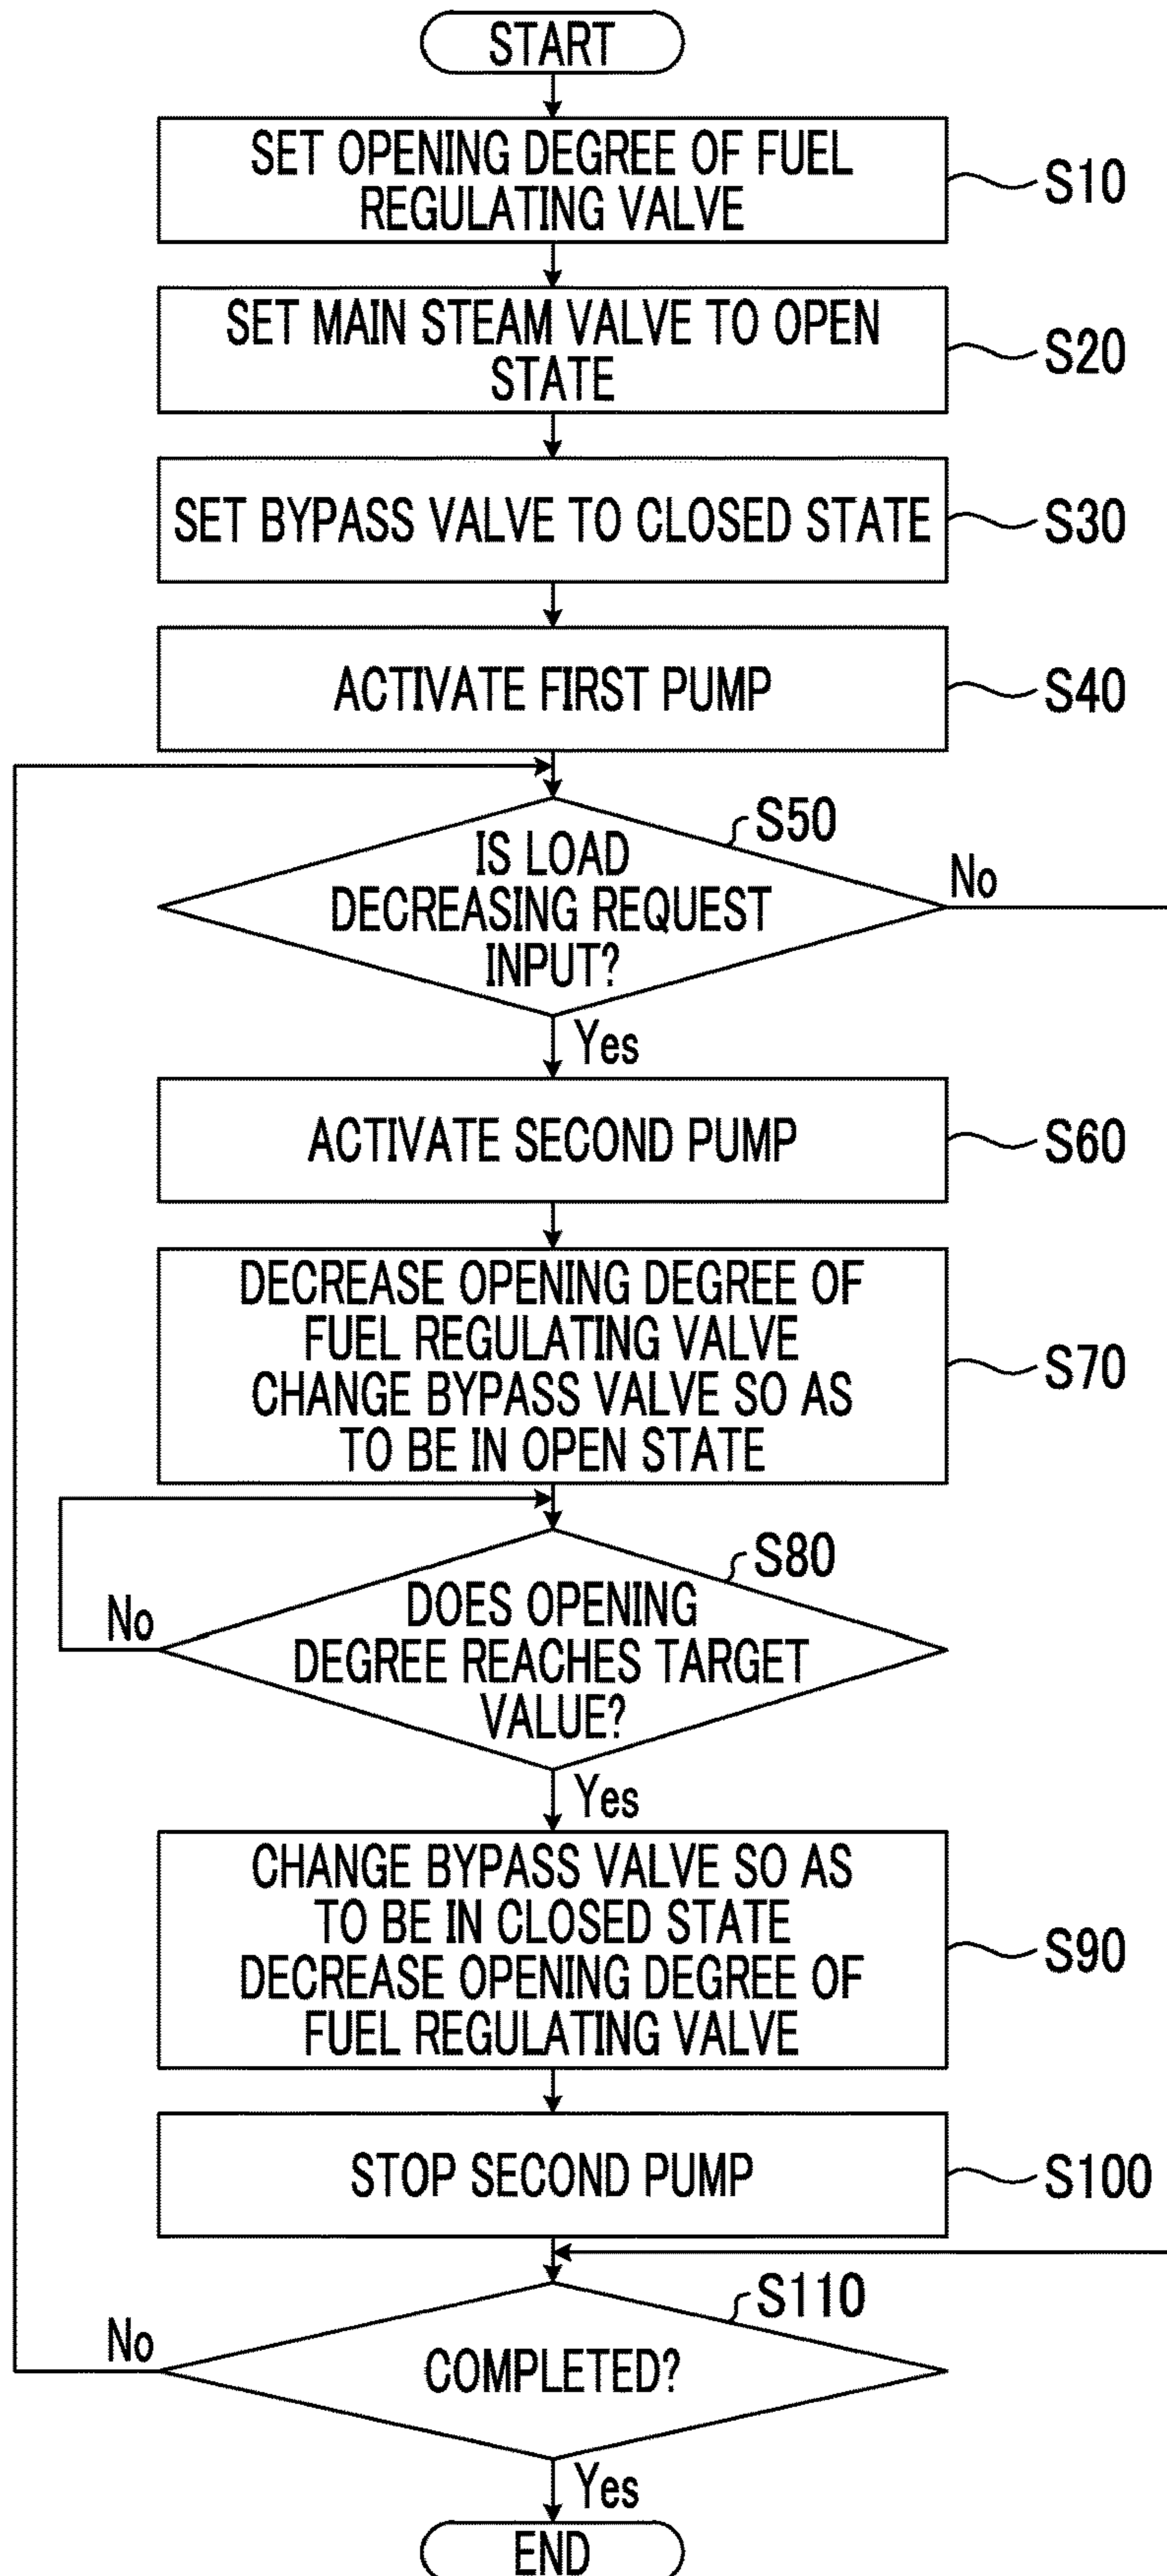 START
SET OPENING DEGREE OF FUEL
REGULATING VALVE
S10
SET MAIN STEAM VALVE TO OPEN
STATE
S20
SET BYPASS VALVE TO CLOSED STATE
S30
ACTIVATE FIRST PUMP
S40
S50
IS LOAD
DECREASING REQUEST
INPUT?
No
Yes
ACTIVATE SECOND PUMP
S60
DECREASE OPENING DEGREE OF
FUEL REGULATING VALVE
CHANGE BYPASS VALVE SO AS
TO BE IN OPEN STATE
S70
S80
DOES OPENING
DEGREE REACHES TARGET
VALUE?
No
Yes
CHANGE BYPASS VALVE SO AS
TO BE IN CLOSED STATE
DECREASE OPENING DEGREE OF
FUEL REGULATING VALVE
S90
STOP SECOND PUMP
S100
S110
COMPLETED?
No
Yes
END